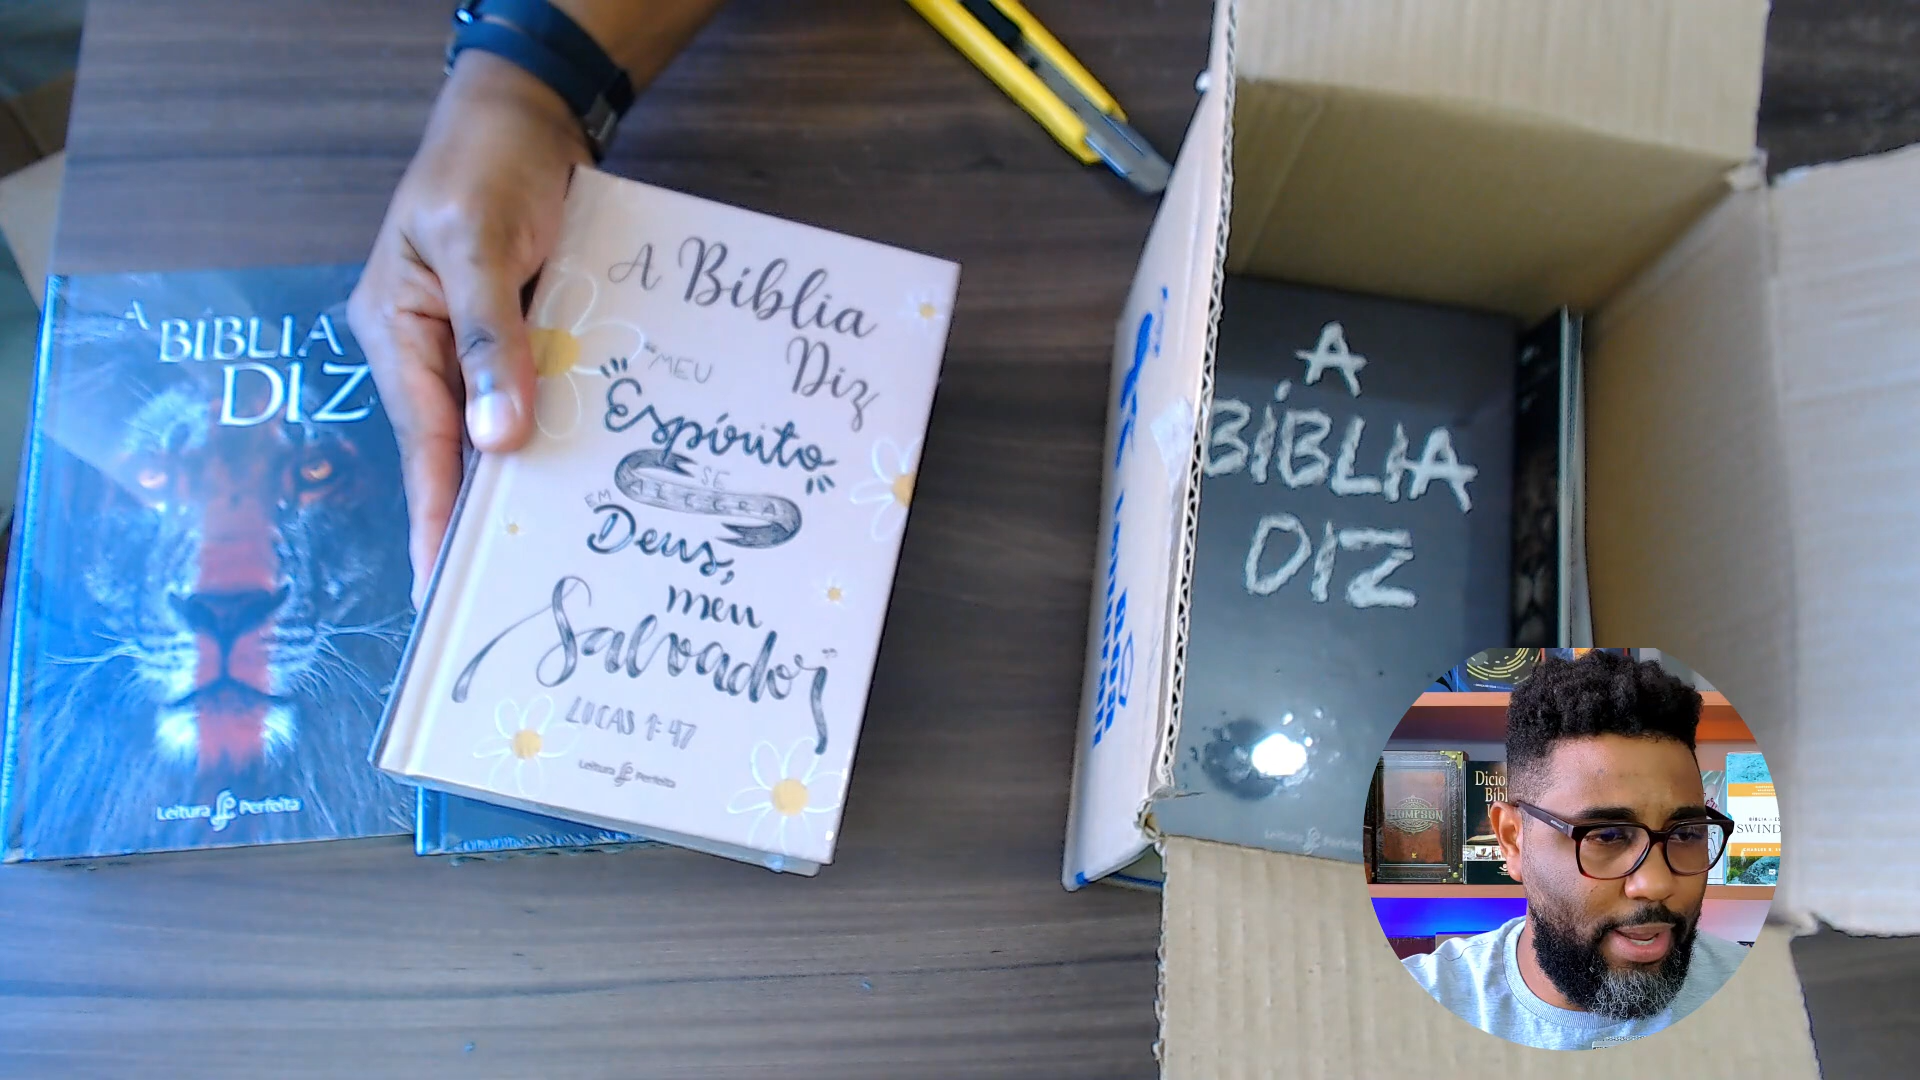 A
BÍBLIA
DIZ
Leitura Perfeita
A Bíblia
Diz
"MEU
Espírito
SE
EM ALEGRA
Deus,
meu
Salvador"
LUCAS 1:47
Leitura Perfeita
A
BÍBLIA
DIZ
Leitura Perfeita
THOMPSON
Dicio
Bíbl
SWIND